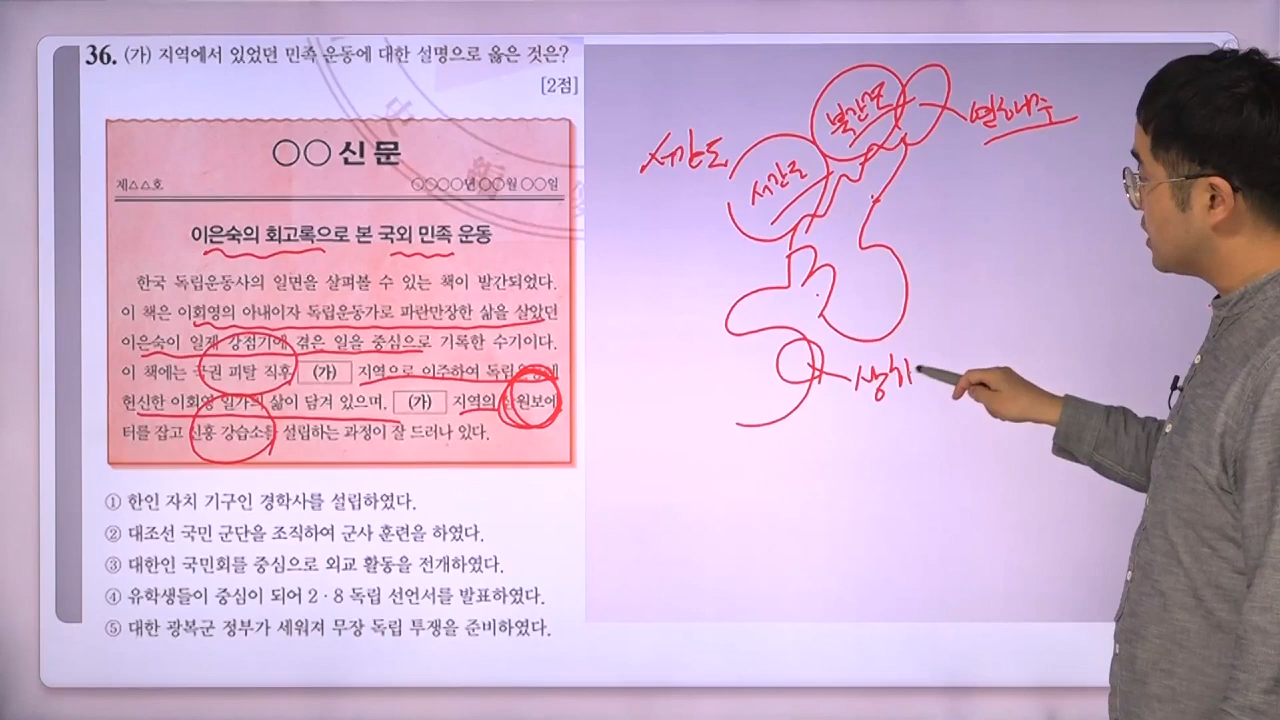 36. (가) 지역에서 있었던 민족 운동에 대한 설명으로 옳은 것은?
[2점]
○○ 신문
제△△호 ○○○○년 ○○월 ○○일
이은숙의 회고록으로 본 국외 민족 운동
한국 독립운동사의 일면을 살펴볼 수 있는 책이 발간되었다.
이 책은 이회영의 아내이자 독립운동가로 파란만장한 삶을 살았던
이은숙이 일제 강점기에 겪은 일을 중심으로 기록한 수기이다.
이 책에는 국권 피탈 직후 (가) 지역으로 이주하여 독립운동에
헌신한 이회영 일가의 삶이 담겨 있으며, (가) 지역의 삼원보에
터를 잡고 신흥 강습소를 설립하는 과정이 잘 드러나 있다.
① 한인 자치 기구인 경학사를 설립하였다.
② 대조선 국민 군단을 조직하여 군사 훈련을 하였다.
③ 대한인 국민회를 중심으로 외교 활동을 전개하였다.
④ 유학생들이 중심이 되어 2·8 독립 선언서를 발표하였다.
⑤ 대한 광복군 정부가 세워져 무장 독립 투쟁을 준비하였다.
북간도
연해주
서간도
서간도